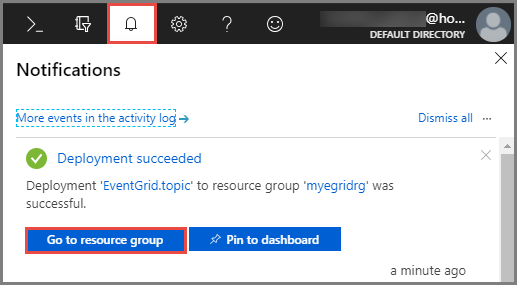 @ho...
DEFAULT DIRECTORY
Notifications
More events in the activity log
Dismiss all ...
Deployment succeeded
Deployment 'EventGrid.topic' to resource group 'myegridrg' was
successful.
Go to resource group Pin to dashboard
a minute ago